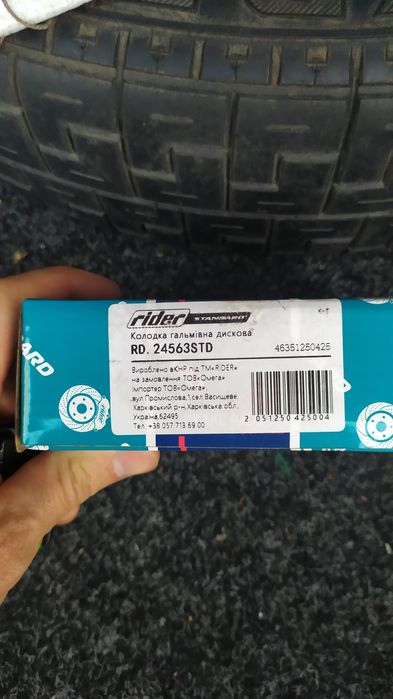 rider STANDARD
Колодка гальмівна дискова
RD. 24563STD 46351250425
Вироблено в КНР під ТМ«RIDER»
на замовлення ТОВ«Омега»
Імпортер ТОВ«Омега»,
вул.Промислова,1,сел. Васищеве,
Харківський р-н,Харківська обл.,
Україна,62495
Тел. +38 057 713 69 00
2 051250 425004
ARD
ARD